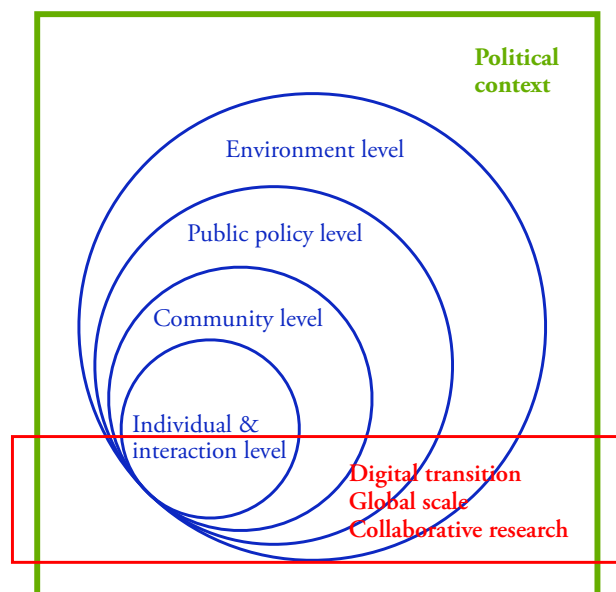 Political
context
Environment level
Public policy level
Community level
Individual &
interaction level
Digital transition
Global scale
Collaborative research